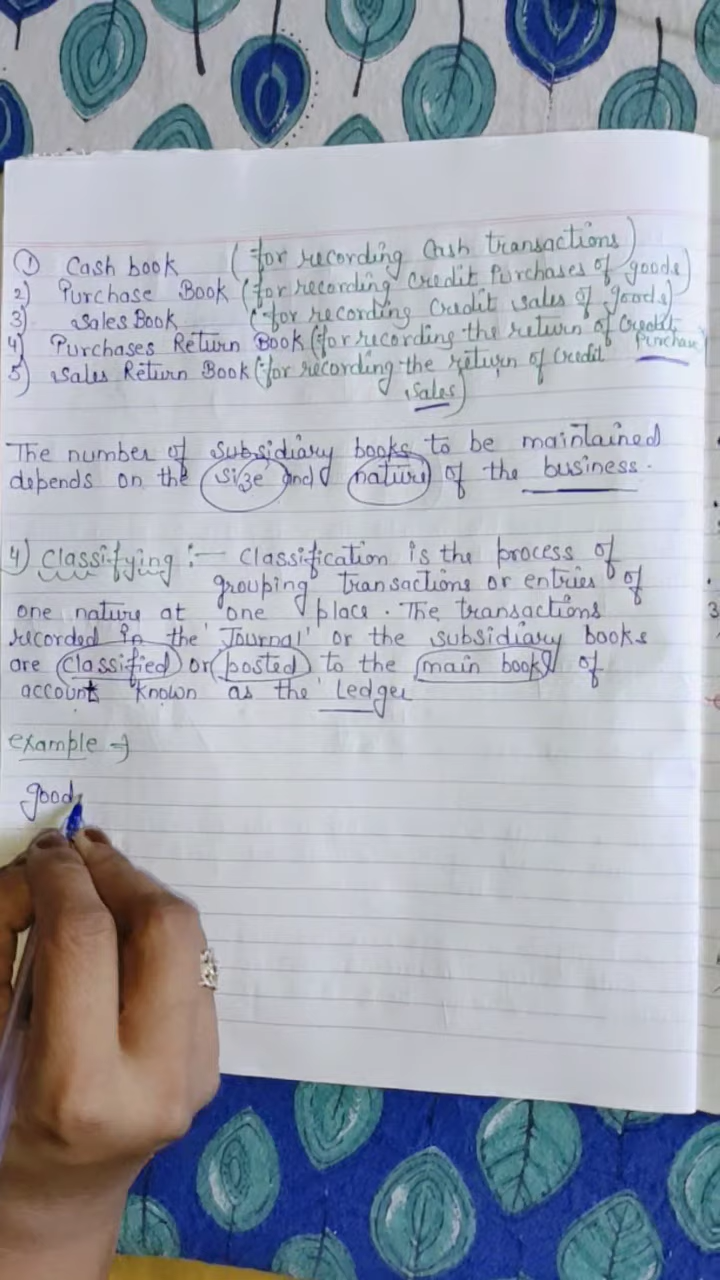 ① Cash book (for recording Cash transactions)
2) Purchase Book (for recording Credit Purchases of goods)
3) Sales Book (for recording Credit sales of goods)
4) Purchases Return Book (for recording the return of Credit Purchase)
5) Sales Return Book (for recording the return of Credit
Sales)
The number of subsidiary books to be maintained
depends on the size and nature of the business.
4) Classifying :— Classification is the process of
grouping transactions or entries of
one nature at one place. The transactions
recorded in the 'Journal' or the subsidiary books
are classified or posted to the main book of
account known as the 'Ledger
example →
good